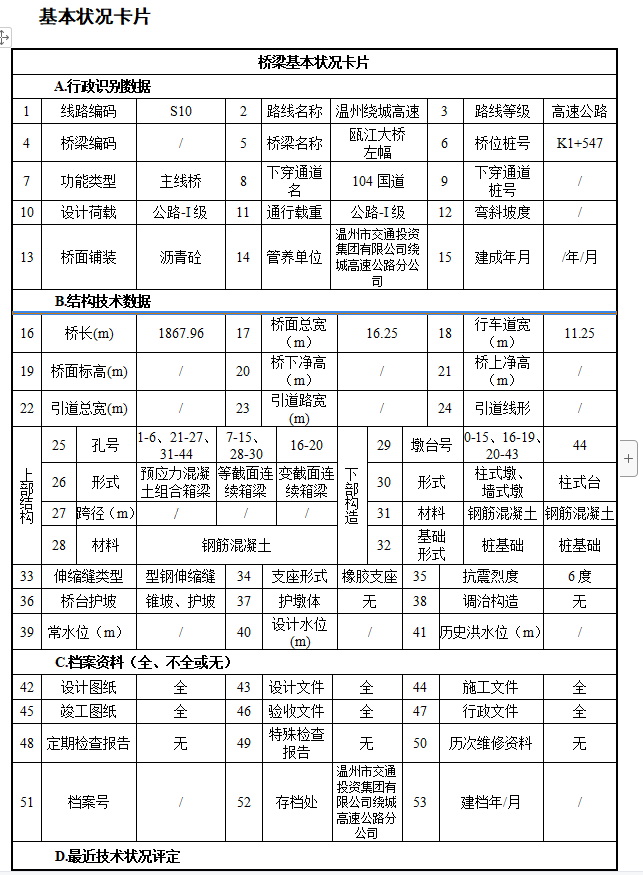 基本状况卡片
桥梁基本状况卡片
A.行政识别数据
1 线路编码 S10 2 路线名称 温州绕城高速 3 路线等级 高速公路
4 桥梁编码 / 5 桥梁名称 瓯江大桥左幅 6 桥位桩号 K1+547
7 功能类型 主线桥 8 下穿通道名 104 国道 9 下穿通道桩号 /
10 设计荷载 公路-I 级 11 通行载重 公路-I 级 12 弯斜坡度 /
13 桥面铺装 沥青砼 14 管养单位 温州市交通投资集团有限公司绕城高速公路分公司 15 建成年月 /年/月
B.结构技术数据
16 桥长(m) 1867.96 17 桥面总宽（m） 16.25 18 行车道宽（m） 11.25
19 桥面标高(m) / 20 桥下净高（m） / 21 桥上净高（m） /
22 引道总宽(m) / 23 引道路宽(m) / 24 引道线形 /
上部结构 25 孔号 1-6、21-27、31-44 7-15、28-30 16-20 下部构造 29 墩台号 0-15、16-19、20-43 44
26 形式 预应力混凝土组合箱梁 等截面连续箱梁 变截面连续箱梁 30 形式 柱式墩、墙式墩 柱式台
27 跨径（m） / / / 31 材料 钢筋混凝土 钢筋混凝土
28 材料 钢筋混凝土 32 基础形式 桩基础 桩基础
33 伸缩缝类型 型钢伸缩缝 34 支座形式 橡胶支座 35 抗震烈度 6 度
36 桥台护坡 锥坡、护坡 37 护墩体 无 38 调治构造 无
39 常水位（m） / 40 设计水位(m) / 41 历史洪水位（m） /
C.档案资料（全、不全或无）
42 设计图纸 全 43 设计文件 全 44 施工文件 全
45 竣工图纸 全 46 验收文件 全 47 行政文件 全
48 定期检查报告 无 49 特殊检查报告 无 50 历次维修资料 无
51 档案号 / 52 存档处 温州市交通投资集团有限公司绕城高速公路分公司 53 建档年/月 /
D.最近技术状况评定